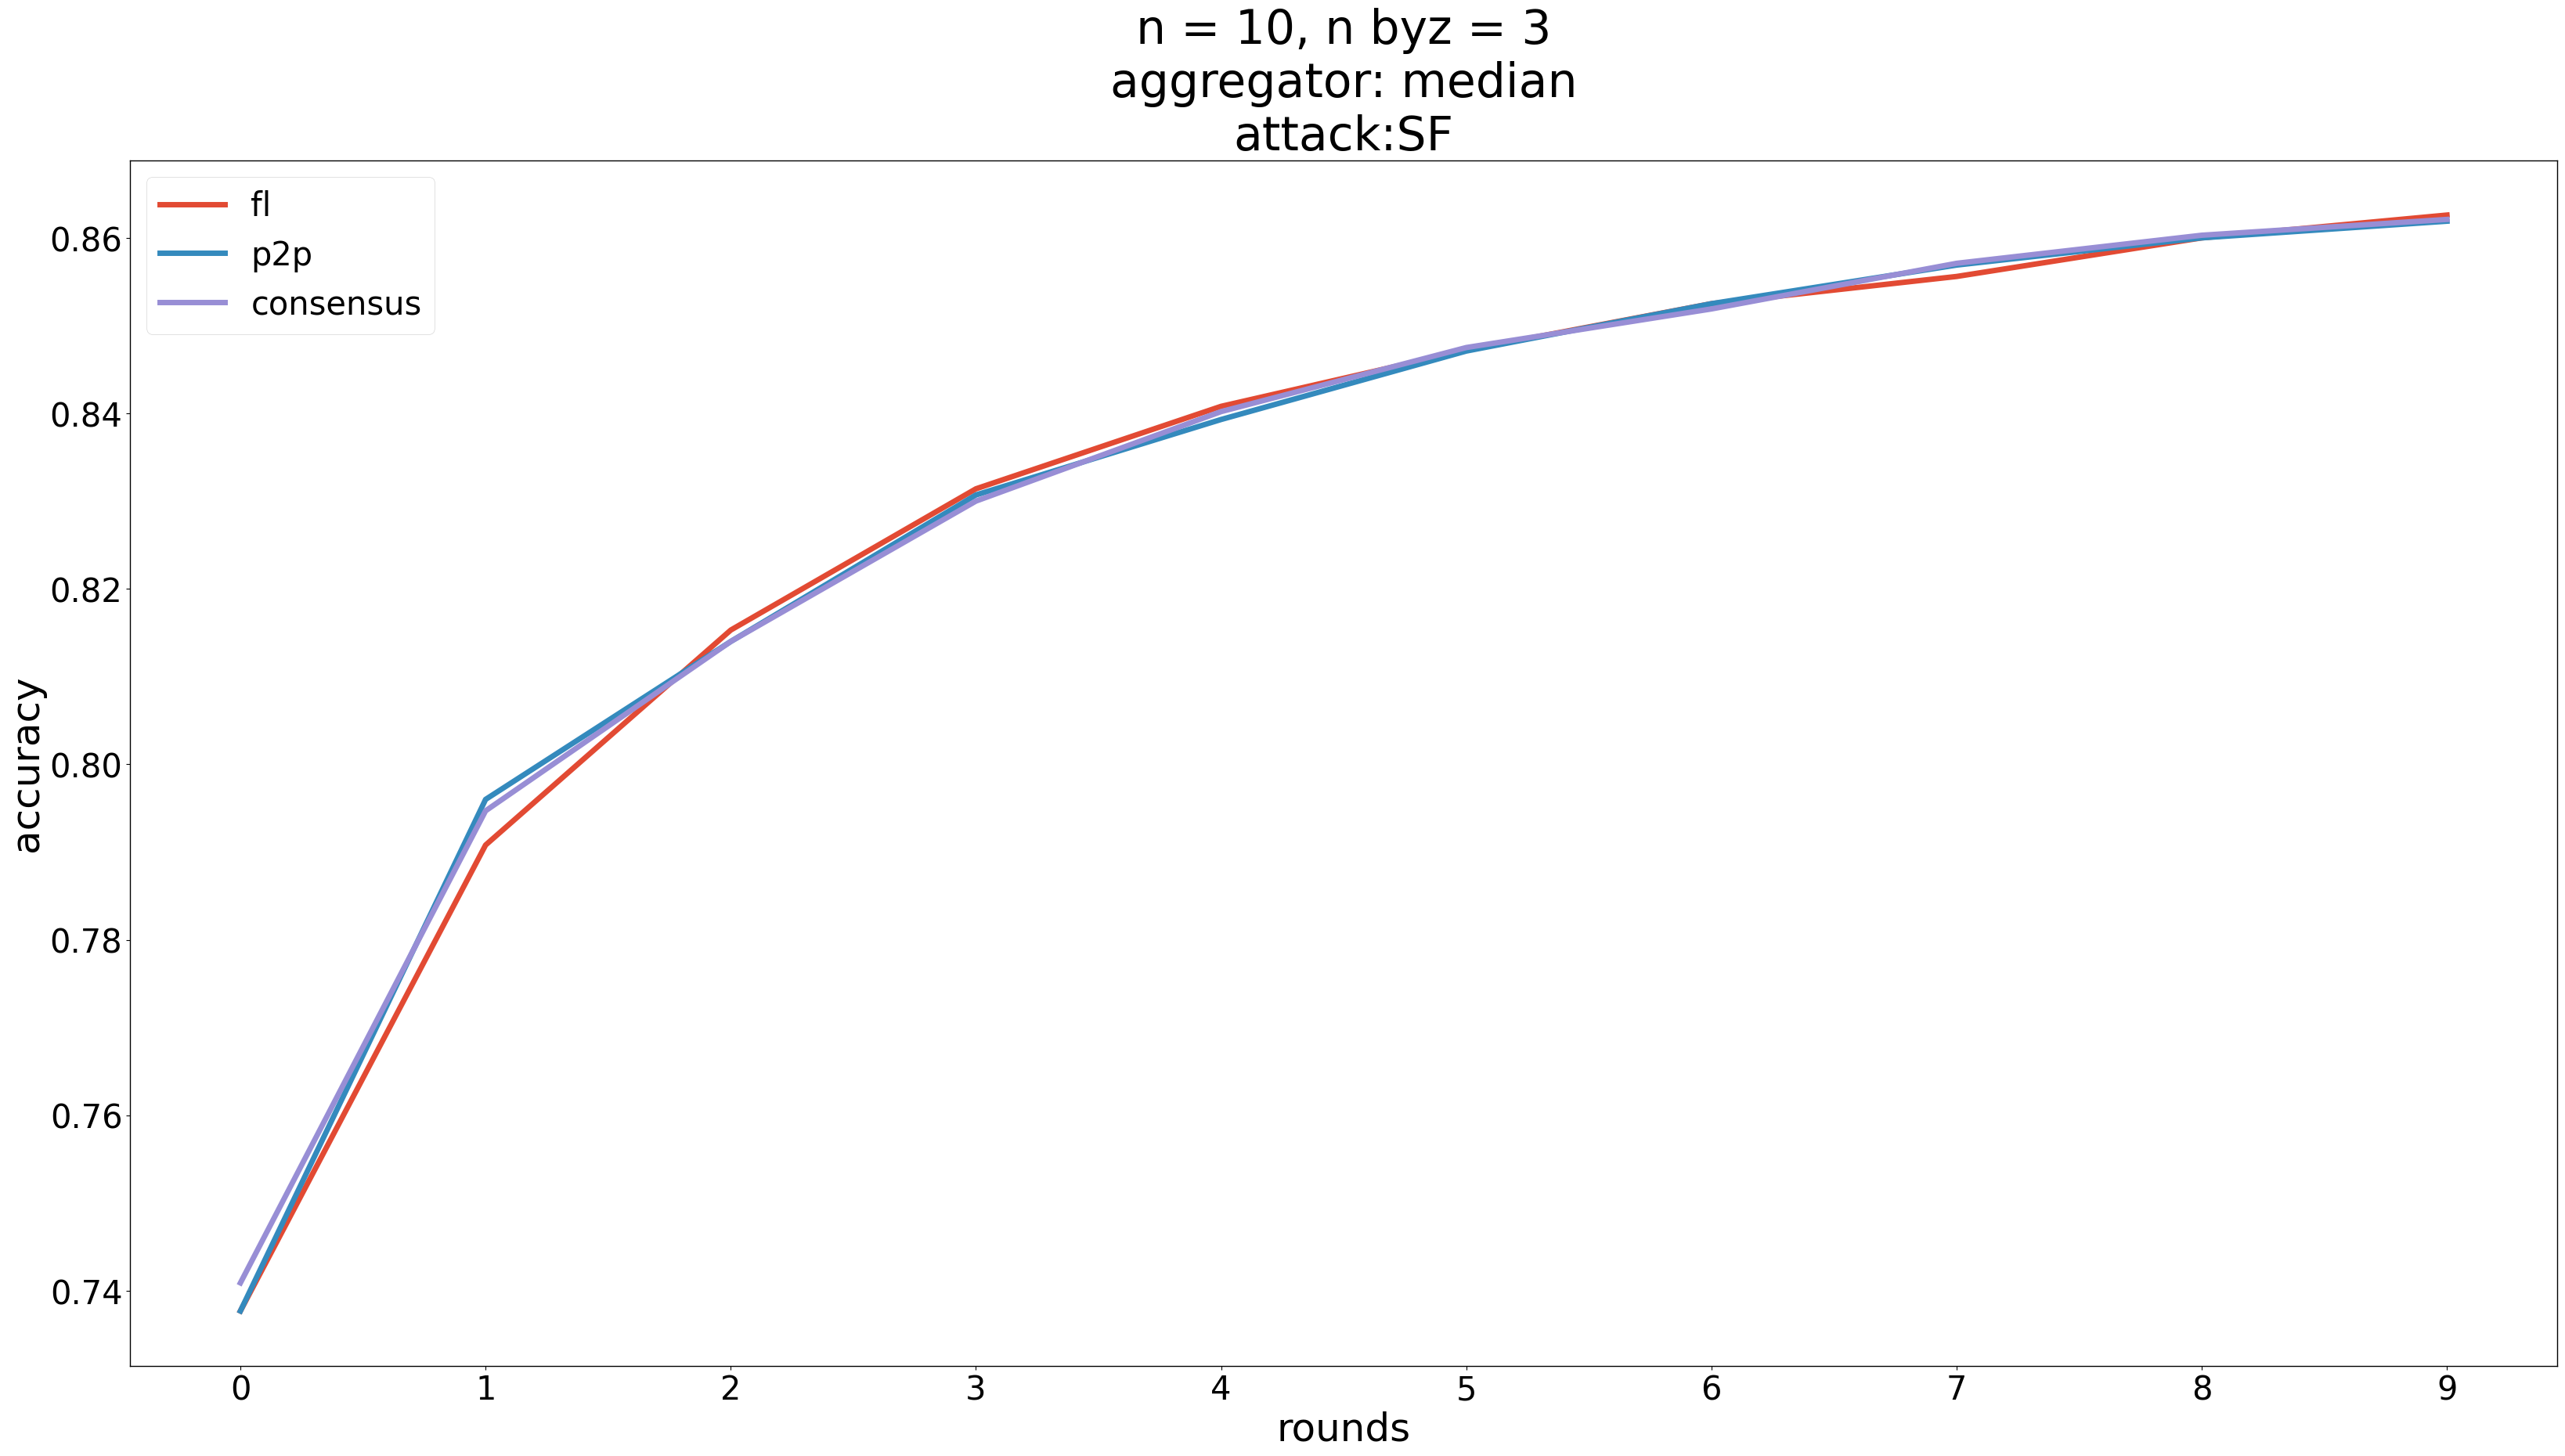 n = 10, n byz = 3
aggregator: median
attack:SF
fl
p2p
consensus
accuracy
0.86
0.84
0.82
0.80
0.78
0.76
0.74
0 1 2 3 4 5 6 7 8 9
rounds